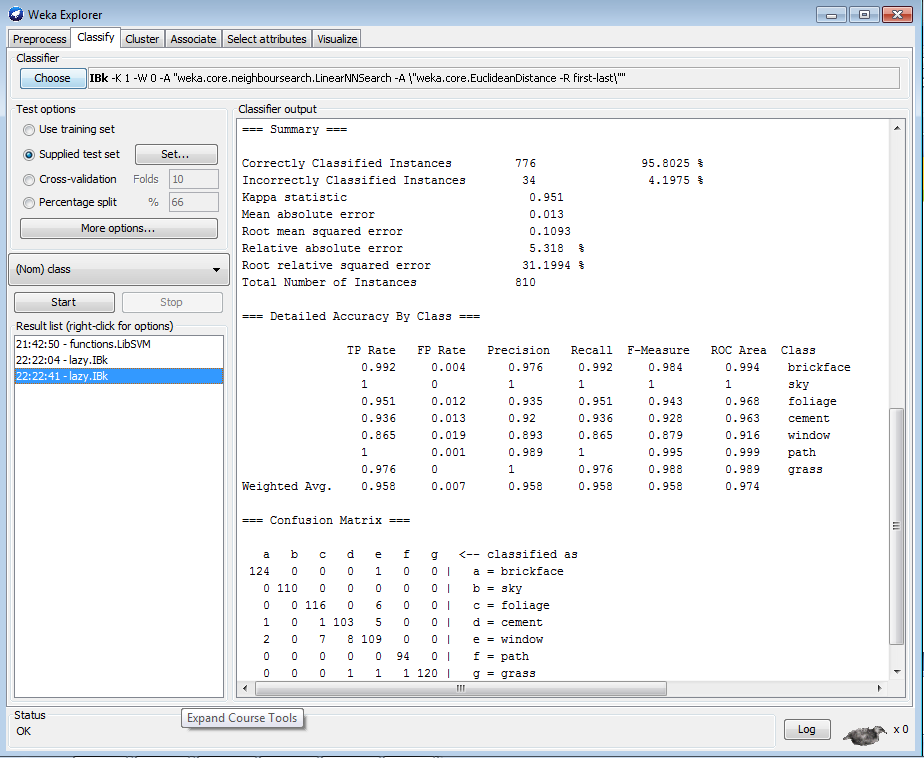 Weka Explorer
Preprocess Classify Cluster Associate Select attributes Visualize
Classifier
Choose IBk -K 1 -W 0 -A "weka.core.neighboursearch.LinearNNSearch -A \"weka.core.EuclideanDistance -R first-last\""
Test options
Use training set
Supplied test set Set...
Cross-validation Folds 10
Percentage split % 66
More options...
(Nom) class
Start Stop
Result list (right-click for options)
21:42:50 - functions.LibSVM
22:22:04 - lazy.IBk
22:22:41 - lazy.IBk
Classifier output
=== Summary ===
Correctly Classified Instances 776 95.8025 %
Incorrectly Classified Instances 34 4.1975 %
Kappa statistic 0.951
Mean absolute error 0.013
Root mean squared error 0.1093
Relative absolute error 5.318 %
Root relative squared error 31.1994 %
Total Number of Instances 810
=== Detailed Accuracy By Class ===
TP Rate FP Rate Precision Recall F-Measure ROC Area Class
0.992 0.004 0.976 0.992 0.984 0.994 brickface
1 0 1 1 1 1 sky
0.951 0.012 0.935 0.951 0.943 0.968 foliage
0.936 0.013 0.92 0.936 0.928 0.963 cement
0.865 0.019 0.893 0.865 0.879 0.916 window
1 0.001 0.989 1 0.995 0.999 path
0.976 0 1 0.976 0.988 0.989 grass
Weighted Avg. 0.958 0.007 0.958 0.958 0.958 0.974
=== Confusion Matrix ===
a b c d e f g <-- classified as
124 0 0 0 1 0 0 | a = brickface
0 110 0 0 0 0 0 | b = sky
0 0 116 0 6 0 0 | c = foliage
1 0 1 103 5 0 0 | d = cement
2 0 7 8 109 0 0 | e = window
0 0 0 0 0 94 0 | f = path
0 0 0 1 1 1 120 | g = grass
Status
OK
Expand Course Tools
Log x 0